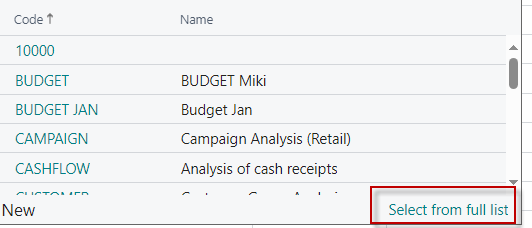 Code ↑ Name
10000
BUDGET BUDGET Miki
BUDGET JAN Budget Jan
CAMPAIGN Campaign Analysis (Retail)
CASHFLOW Analysis of cash receipts
CUSTOMER
New Select from full list